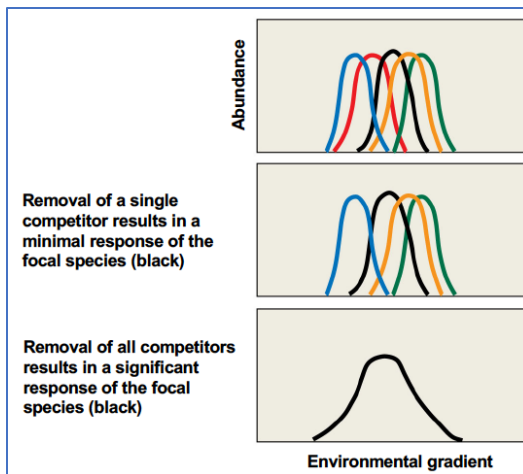 Abundance
Removal of a single
competitor results in a
minimal response of the
focal species (black)
Removal of all competitors
results in a significant
response of the focal
species (black)
Environmental gradient